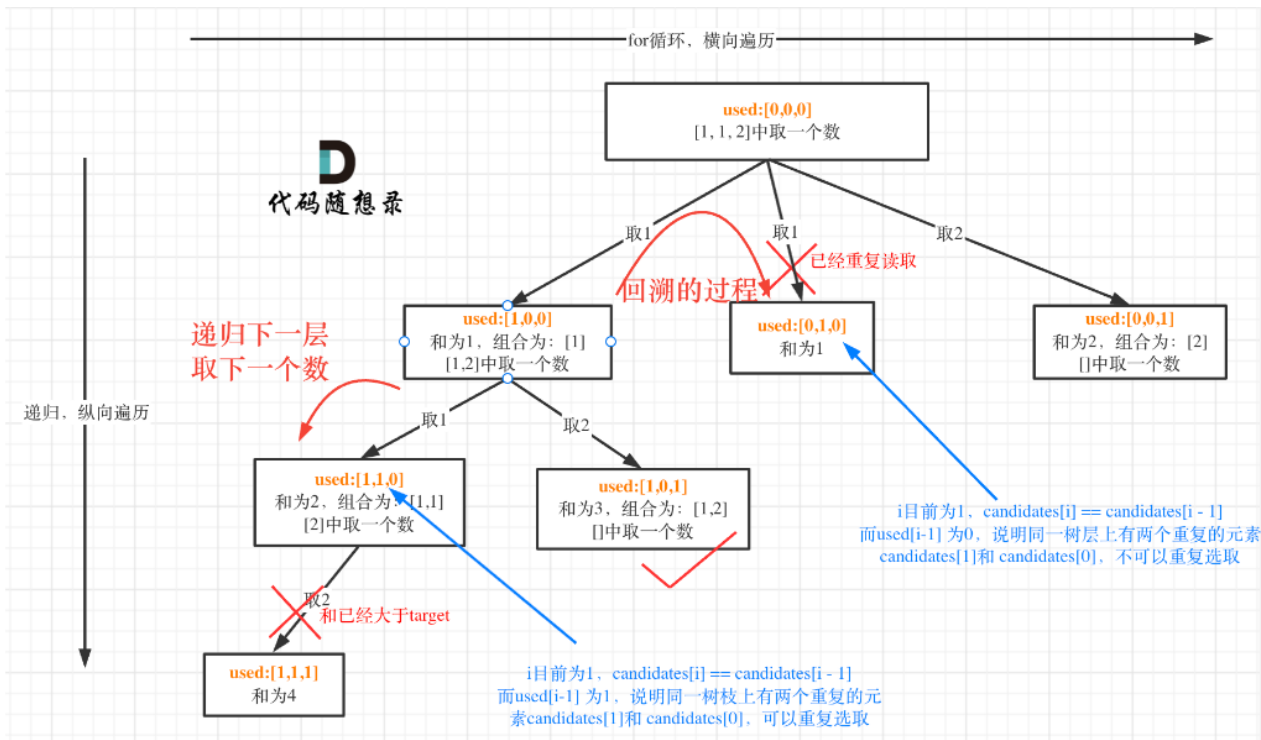 for循环，横向遍历
used:[0,0,0]
[1, 1, 2]中取一个数
代码随想录
取1
取1
取2
已经重复读取
回溯的过程
递归下一层
取下一个数
used:[1,0,0]
和为1，组合为：[1]
[1,2]中取一个数
used:[0,1,0]
和为1
used:[0,0,1]
和为2，组合为：[2]
[]中取一个数
递归，纵向遍历
取1
取2
used:[1,1,0]
和为2，组合为：[1,1]
[2]中取一个数
used:[1,0,1]
和为3，组合为：[1,2]
[]中取一个数
i目前为1，candidates[i] == candidates[i - 1]
而used[i-1] 为0，说明同一树层上有两个重复的元素
candidates[1]和 candidates[0]，不可以重复选取
取2
和已经大于target
used:[1,1,1]
和为4
i目前为1，candidates[i] == candidates[i - 1]
而used[i-1] 为1，说明同一树枝上有两个重复的元
素candidates[1]和 candidates[0]，可以重复选取